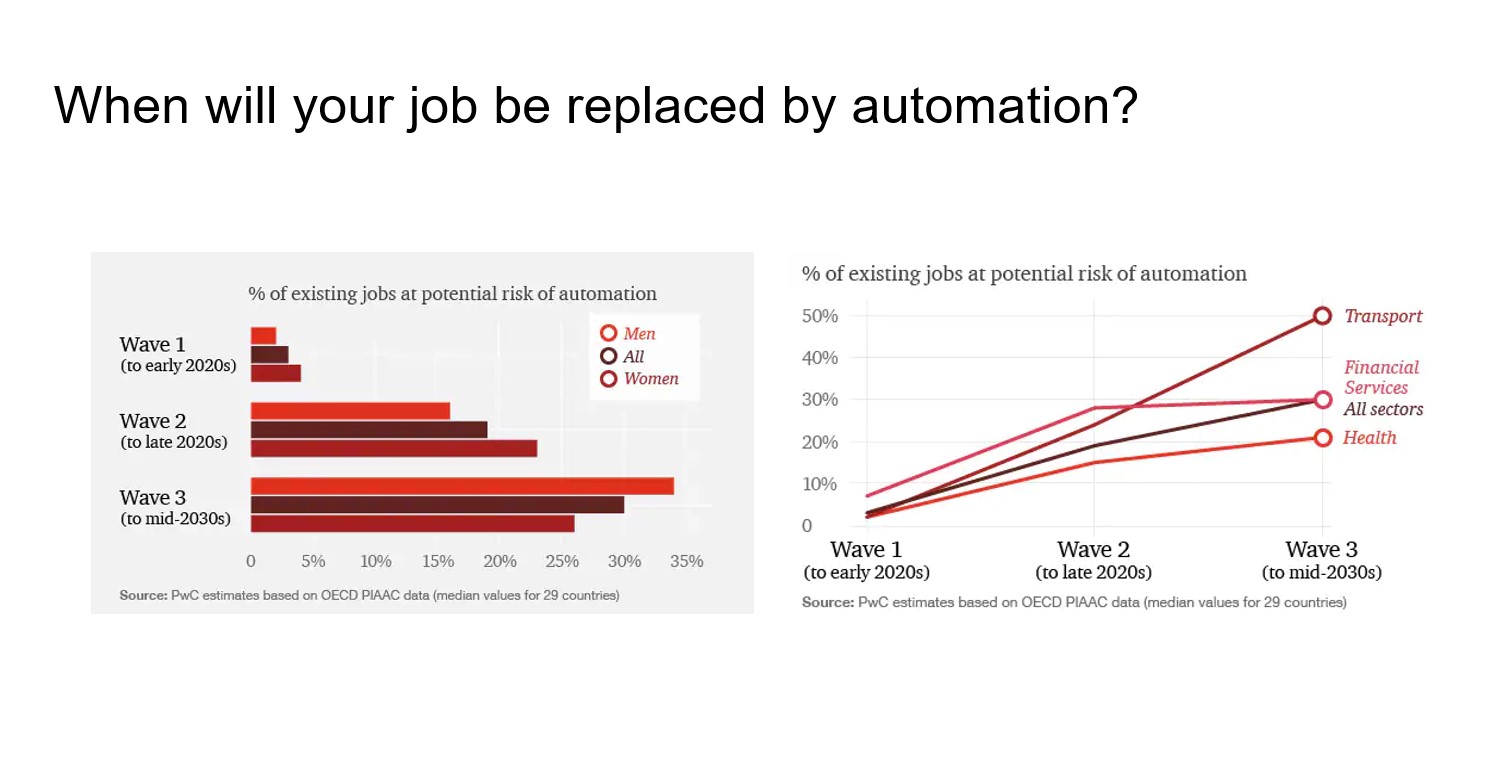 When will your job be replaced by automation?
% of existing jobs at potential risk of automation
Men
All
Women
Wave 1
(to early 2020s)
Wave 2
(to late 2020s)
Wave 3
(to mid-2030s)
0 5% 10% 15% 20% 25% 30% 35%
Source: PwC estimates based on OECD PIAAC data (median values for 29 countries)
% of existing jobs at potential risk of automation
50%
40%
30%
20%
10%
0
Transport
Financial
Services
All sectors
Health
Wave 1 Wave 2 Wave 3
(to early 2020s) (to late 2020s) (to mid-2030s)
Source: PwC estimates based on OECD PIAAC data (median values for 29 countries)